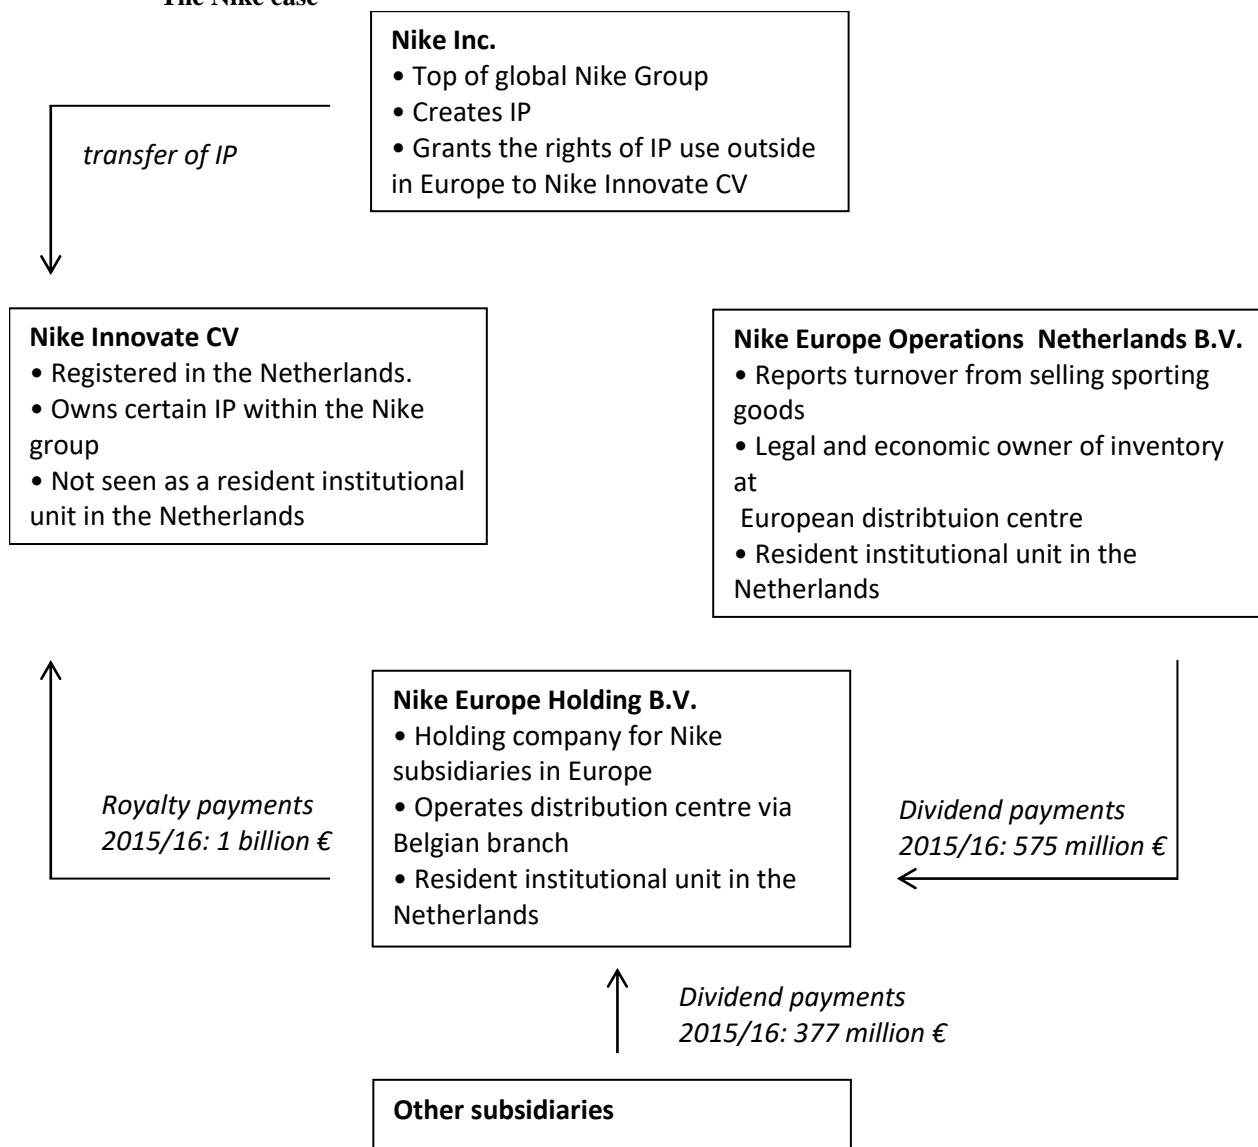 The Nike case
Nike Inc.
• Top of global Nike Group
• Creates IP
• Grants the rights of IP use outside
in Europe to Nike Innovate CV
transfer of IP
Nike Innovate CV
• Registered in the Netherlands.
• Owns certain IP within the Nike
group
• Not seen as a resident institutional
unit in the Netherlands
Nike Europe Operations Netherlands B.V.
• Reports turnover from selling sporting
goods
• Legal and economic owner of inventory
at
European distribtuion centre
• Resident institutional unit in the
Netherlands
Nike Europe Holding B.V.
• Holding company for Nike
subsidiaries in Europe
• Operates distribution centre via
Belgian branch
• Resident institutional unit in the
Netherlands
Royalty payments
2015/16: 1 billion €
Dividend payments
2015/16: 575 million €
Dividend payments
2015/16: 377 million €
Other subsidiaries